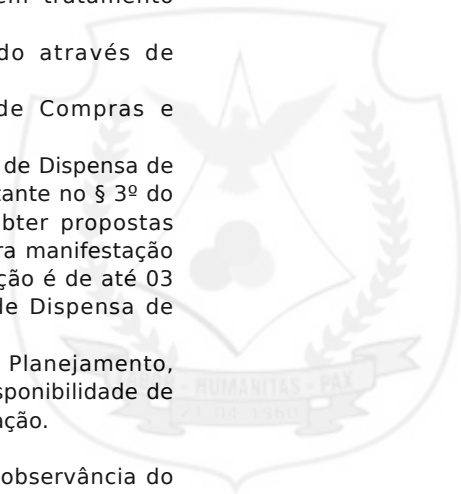 em tratamento
do através de
de Compras e
de Dispensa de
tante no § 3º do
bter propostas
ra manifestação
ção é de até 03
de Dispensa de
Planejamento,
sponibilidade de
ação.
observância do
- HUMANITAS - PAX